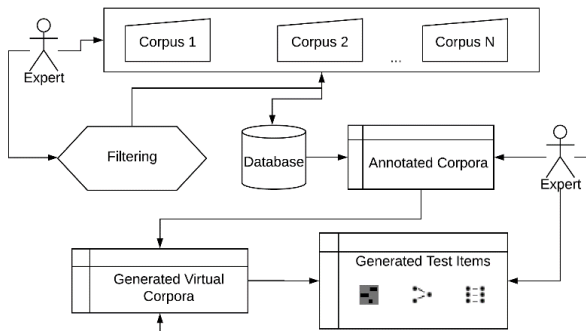 Corpus 1
Corpus 2
Corpus N
...
Expert
Filtering
Database
Annotated Corpora
Expert
Generated Virtual
Corpora
Generated Test Items